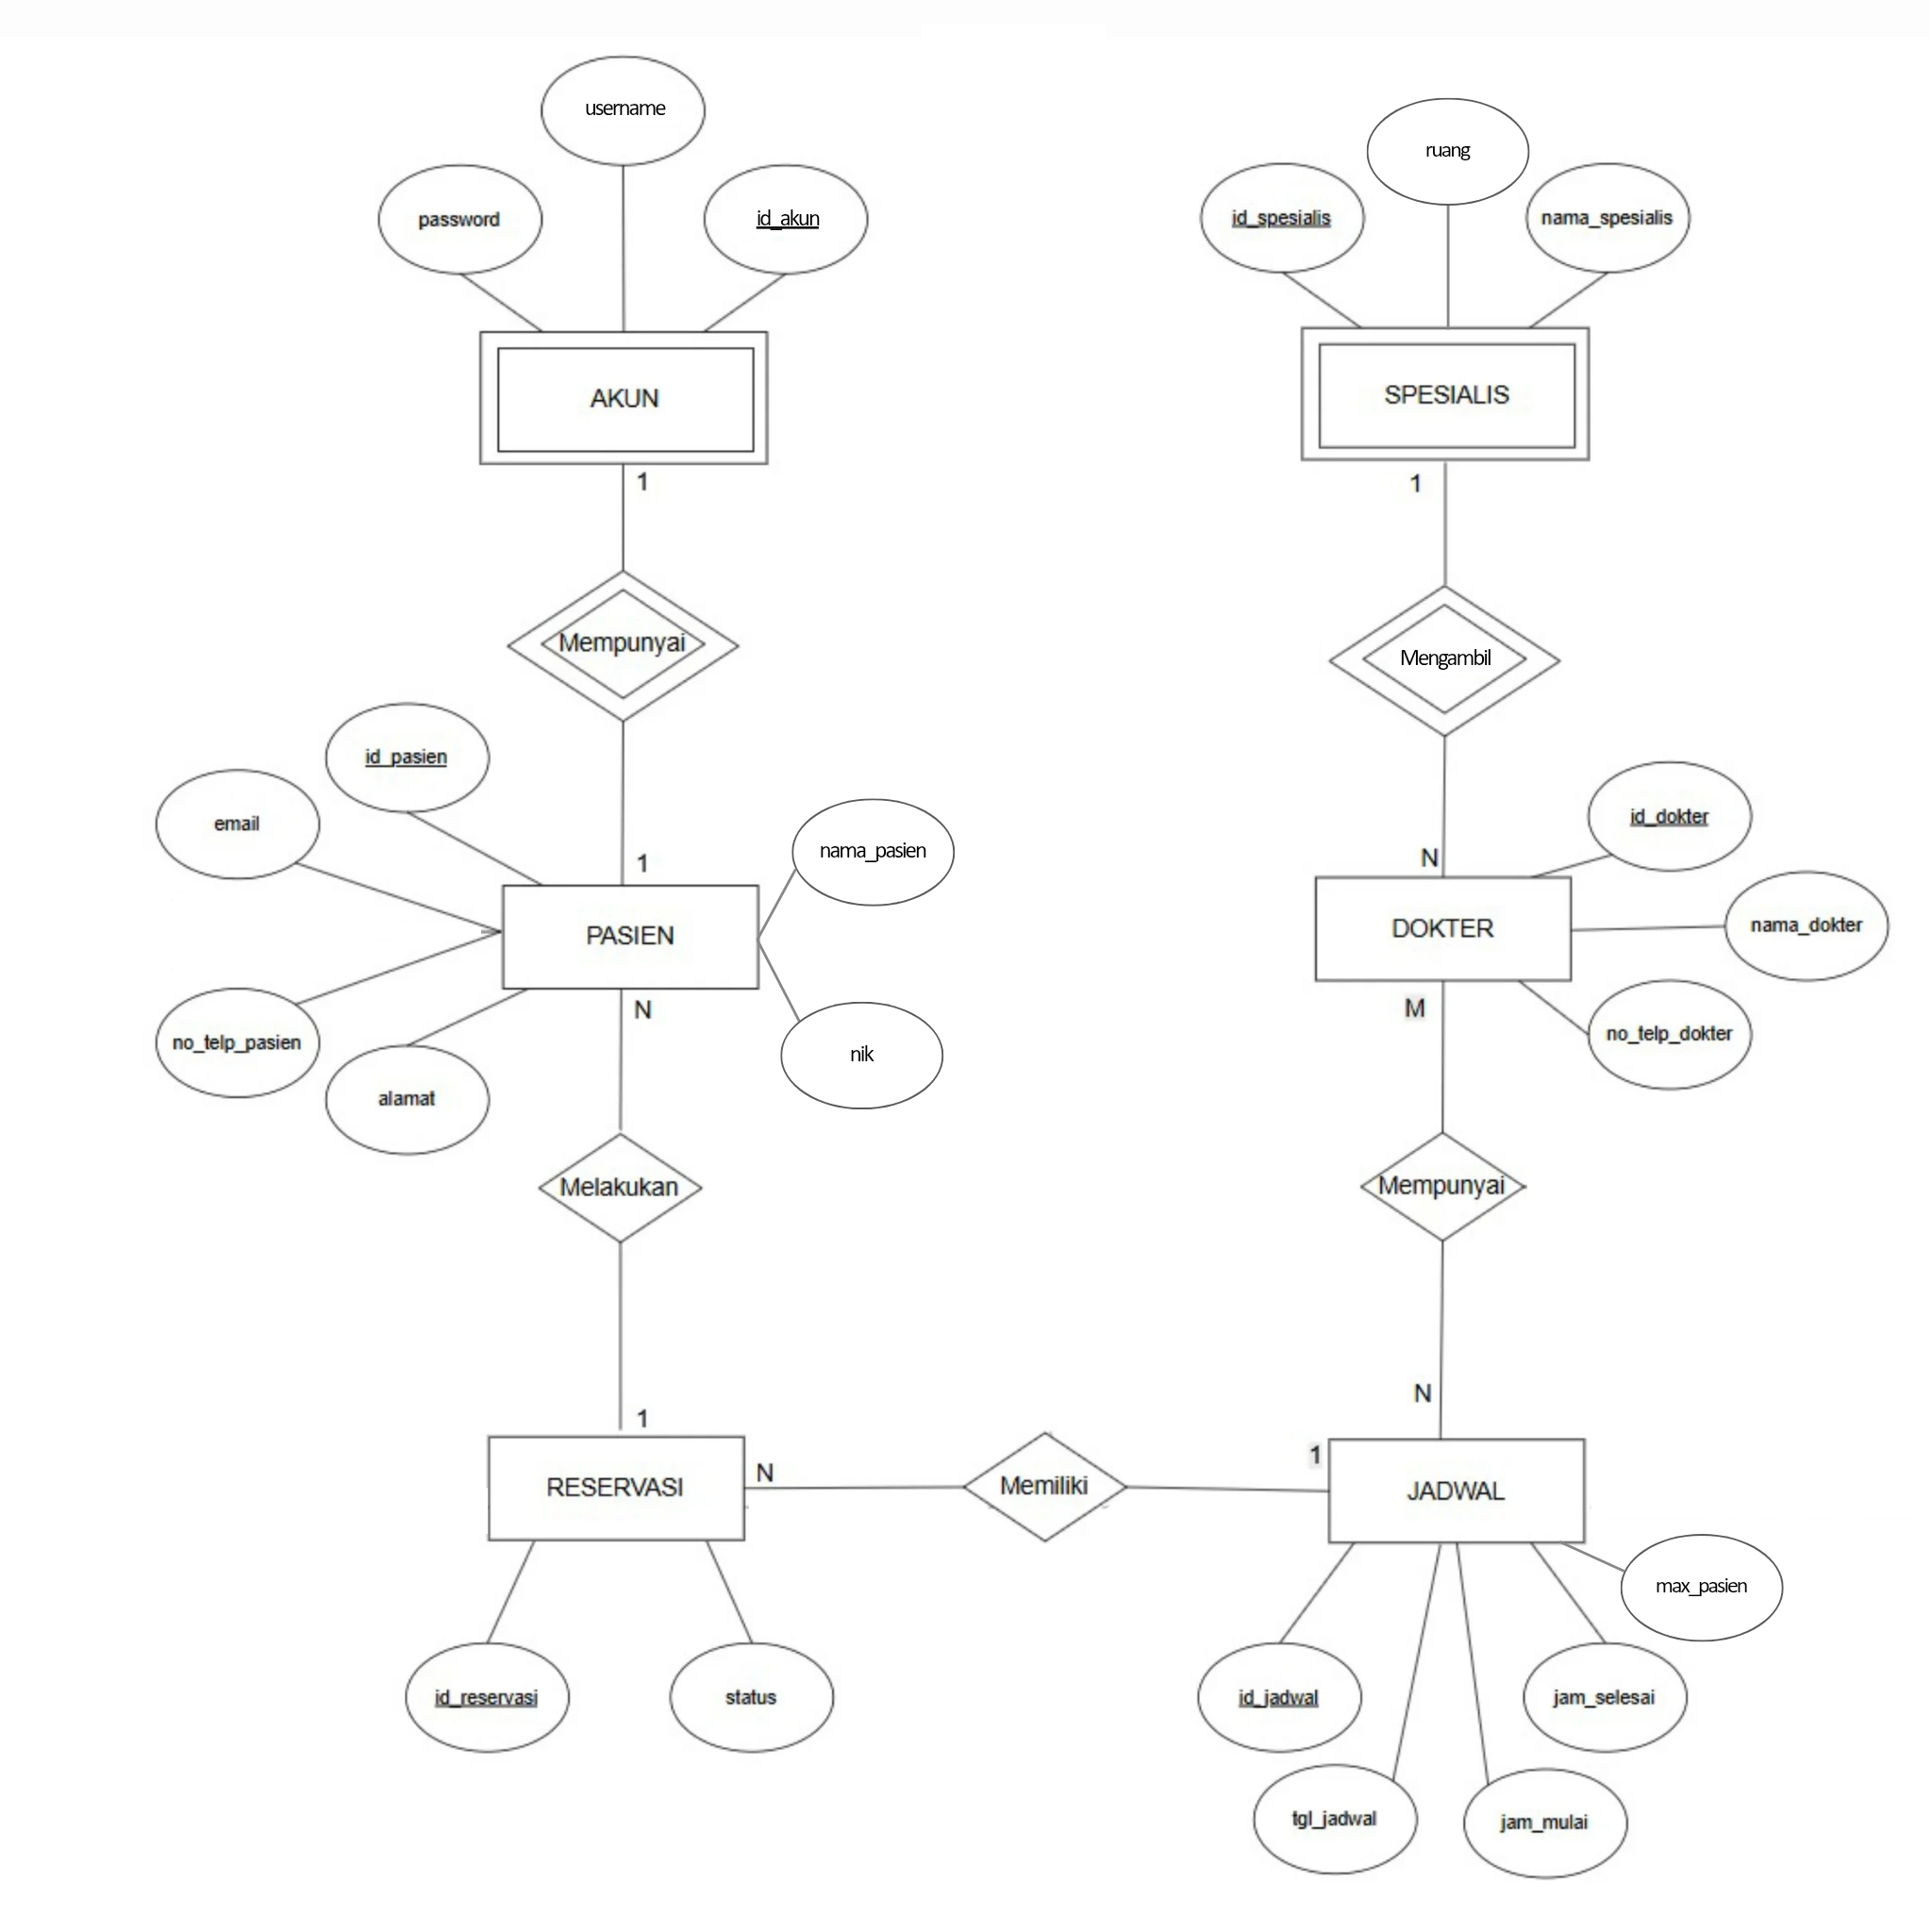 username
ruang
password
id_akun
id_spesialis
nama_spesialis
AKUN
SPESIALIS
1
1
Mempunyai
Mengambil
id_pasien
email
id_dokter
nama_pasien
N
1
PASIEN
DOKTER
nama_dokter
N
M
no_telp_pasien
nik
no_telp_dokter
alamat
Melakukan
Mempunyai
N
1
RESERVASI
N
Memiliki
1
JADWAL
max_pasien
id_reservasi
status
id_jadwal
jam_selesai
tgl_jadwal
jam_mulai